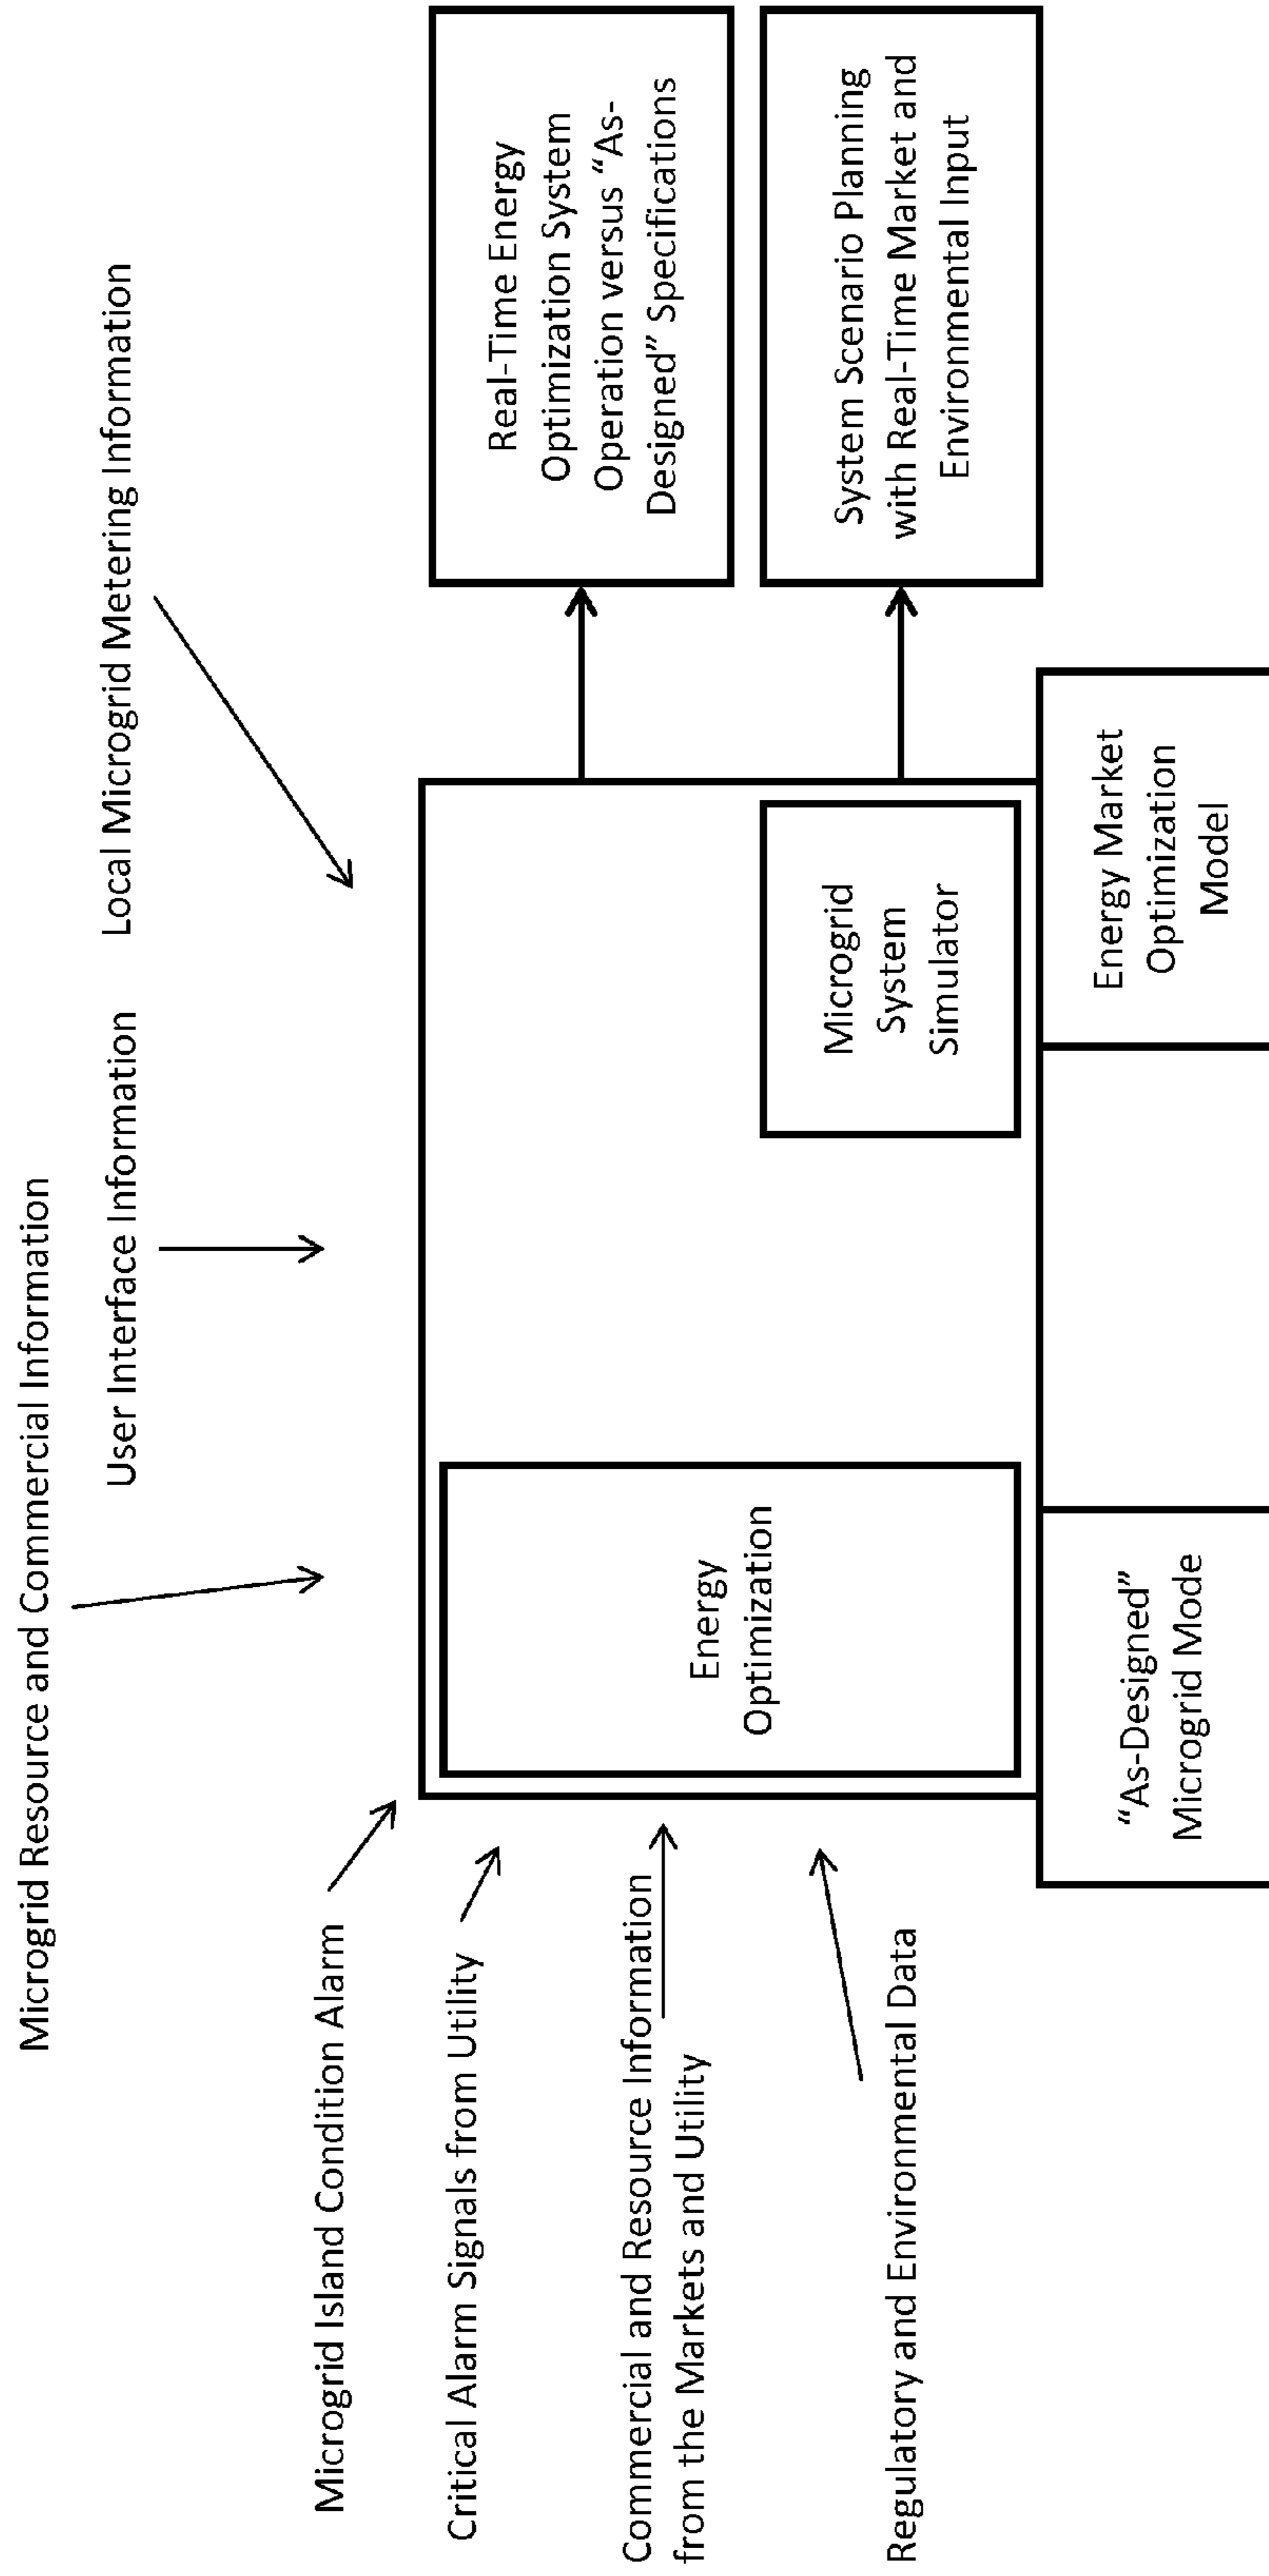 Microgrid Resource and Commercial Information
User Interface Information
Local Microgrid Metering Information
Microgrid Island Condition Alarm
Critical Alarm Signals from Utility
Commercial and Resource Information
from the Markets and Utility
Regulatory and Environmental Data
Energy
Optimization
Microgrid
System
Simulator
Real-Time Energy
Optimization System
Operation versus “As-
Designed” Specifications
System Scenario Planning
with Real-Time Market and
Environmental Input
“As-Designed”
Microgrid Mode
Energy Market
Optimization
Model